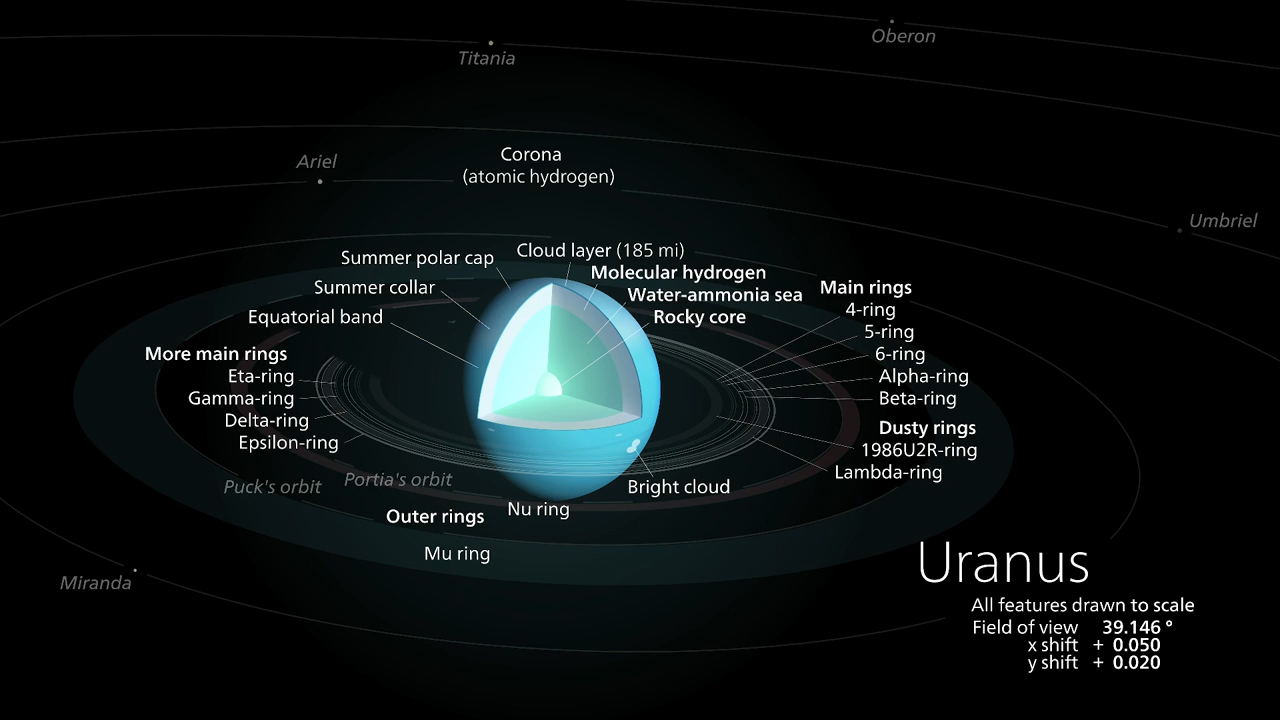 Oberon
Titania
Ariel
Corona
(atomic hydrogen)
Umbriel
Summer polar cap
Summer collar
Equatorial band
Cloud layer (185 mi)
Molecular hydrogen
Water-ammonia sea
Rocky core
Main rings
4-ring
5-ring
6-ring
Alpha-ring
Beta-ring
Dusty rings
1986U2R-ring
Lambda-ring
More main rings
Eta-ring
Gamma-ring
Delta-ring
Epsilon-ring
Puck's orbit
Portia's orbit
Bright cloud
Outer rings
Nu ring
Mu ring
Miranda
Uranus
All features drawn to scale
Field of view 39.146 °
x shift + 0.050
y shift + 0.020